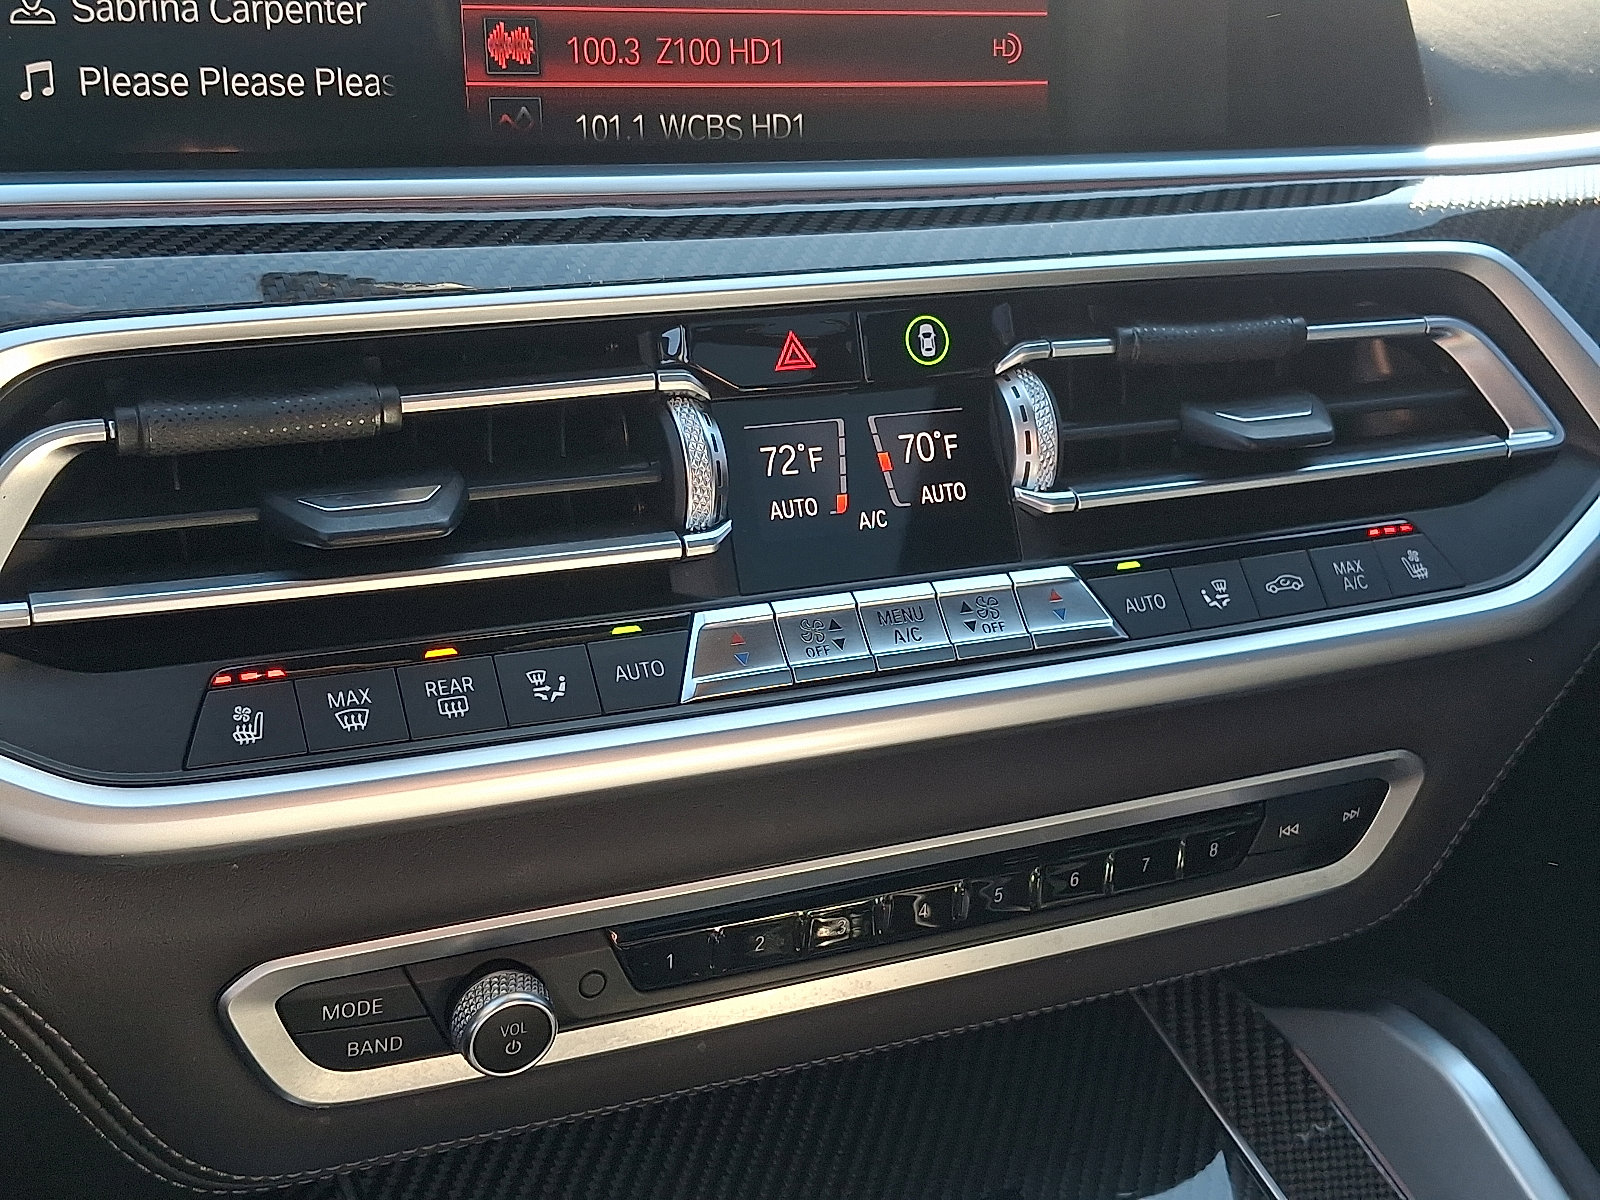 Sabrina Carpenter
Please Please Pleas
100.3 Z100 HD1
HD
101.1 WCBS HD1
72°F
AUTO
70°F
AUTO
A/C
MAX
REAR
AUTO
OFF
MENU
A/C
OFF
AUTO
MAX
A/C
MODE
BAND
VOL
1 2 3 4 5 6 7 8